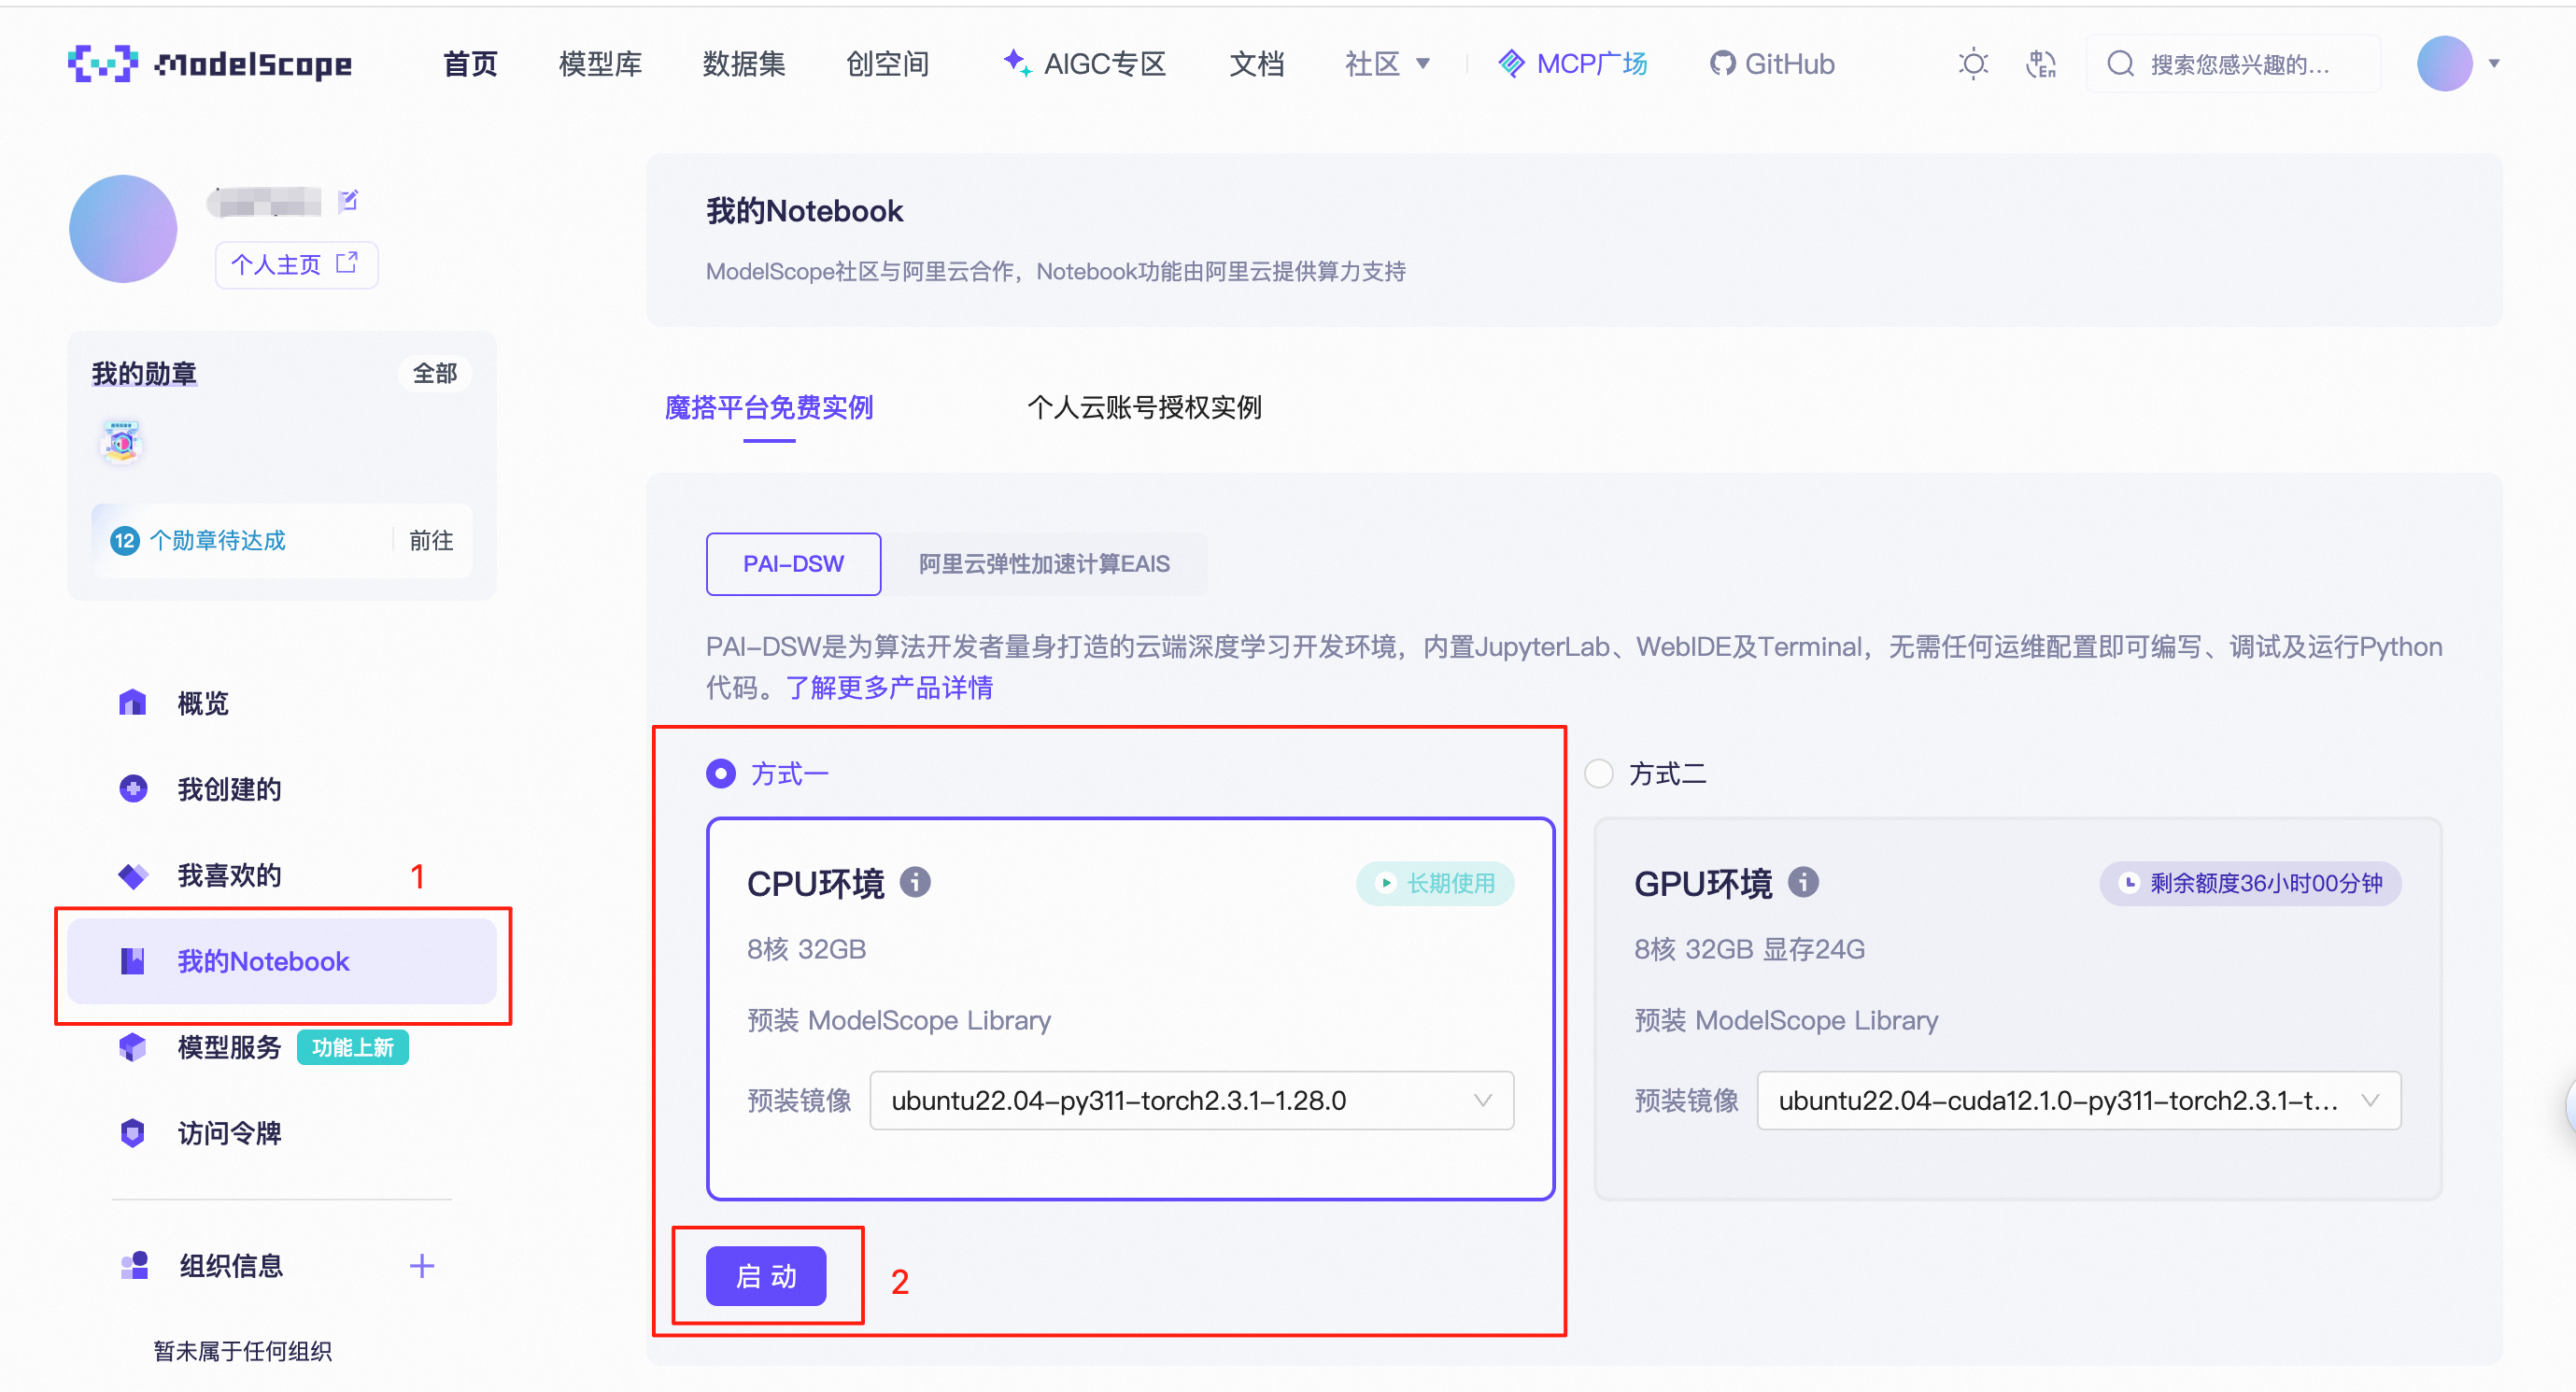 ModelScope
首页
模型库
数据集
创空间
AIGC专区
文档
社区
MCP广场
GitHub
搜索您感兴趣的...
个人主页
我的勋章
全部
12 个勋章待达成
前往
概览
我创建的
我喜欢的
1
我的Notebook
模型服务 功能上新
访问令牌
组织信息
暂未属于任何组织
我的Notebook
ModelScope社区与阿里云合作，Notebook功能由阿里云提供算力支持
魔搭平台免费实例
个人云账号授权实例
PAI-DSW
阿里云弹性加速计算EAIS
PAI-DSW是为算法开发者量身打造的云端深度学习开发环境，内置JupyterLab、WebIDE及Terminal，无需任何运维配置即可编写、调试及运行Python
代码。了解更多产品详情
方式一
CPU环境
长期使用
8核 32GB
预装 ModelScope Library
预装镜像 ubuntu22.04-py311-torch2.3.1-1.28.0
启 动
2
方式二
GPU环境
剩余额度36小时00分钟
8核 32GB 显存24G
预装 ModelScope Library
预装镜像 ubuntu22.04-cuda12.1.0-py311-torch2.3.1-t...